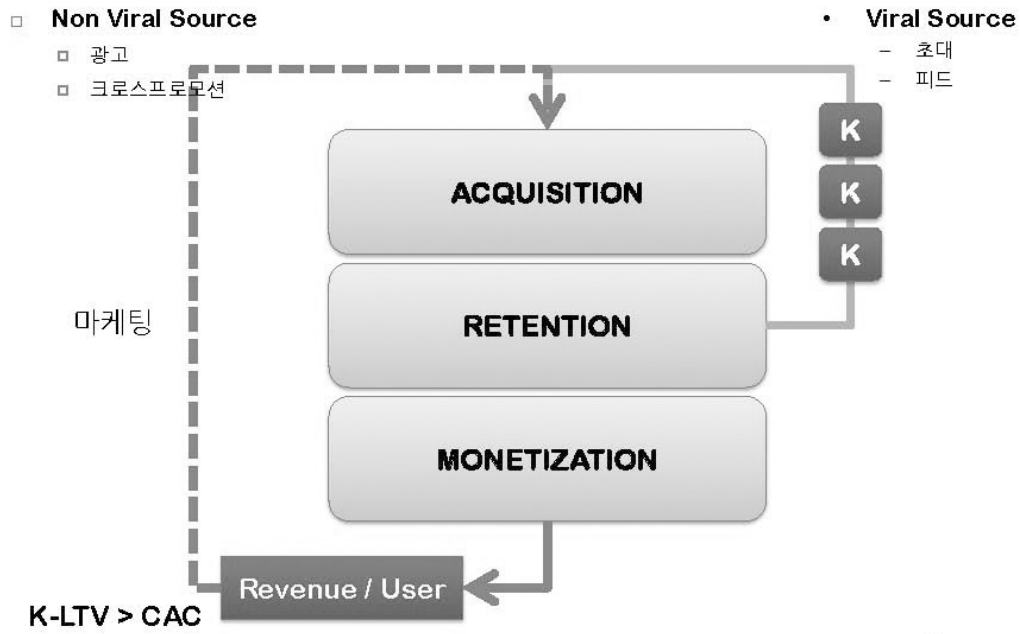 Non Viral Source
광고
크로스프로모션
Viral Source
초대
피드
K
K
K
ACQUISITION
RETENTION
MONETIZATION
마케팅
Revenue / User
K-LTV > CAC